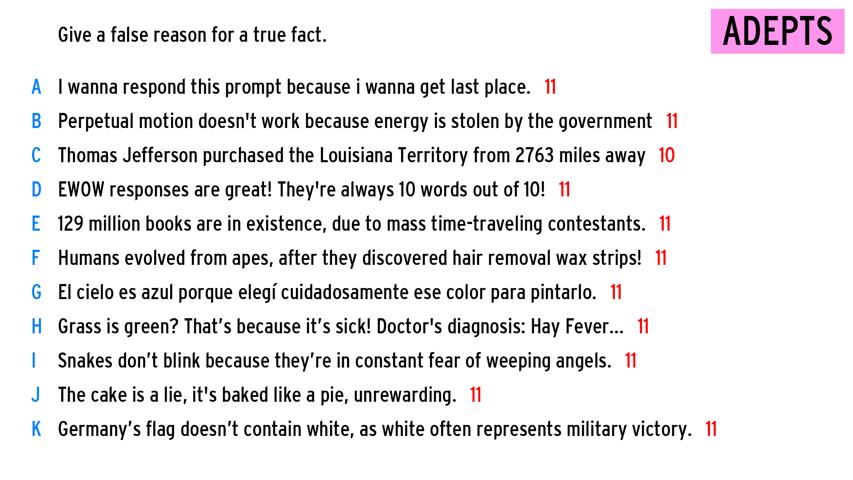 Give a false reason for a true fact.
ADEPTS
A I wanna respond this prompt because i wanna get last place. 11
B Perpetual motion doesn't work because energy is stolen by the government 11
C Thomas Jefferson purchased the Louisiana Territory from 2763 miles away 10
D EWOW responses are great! They're always 10 words out of 10! 11
E 129 million books are in existence, due to mass time-traveling contestants. 11
F Humans evolved from apes, after they discovered hair removal wax strips! 11
G El cielo es azul porque elegí cuidadosamente ese color para pintarlo. 11
H Grass is green? That’s because it’s sick! Doctor's diagnosis: Hay Fever... 11
I Snakes don’t blink because they’re in constant fear of weeping angels. 11
J The cake is a lie, it's baked like a pie, unrewarding. 11
K Germany’s flag doesn’t contain white, as white often represents military victory. 11